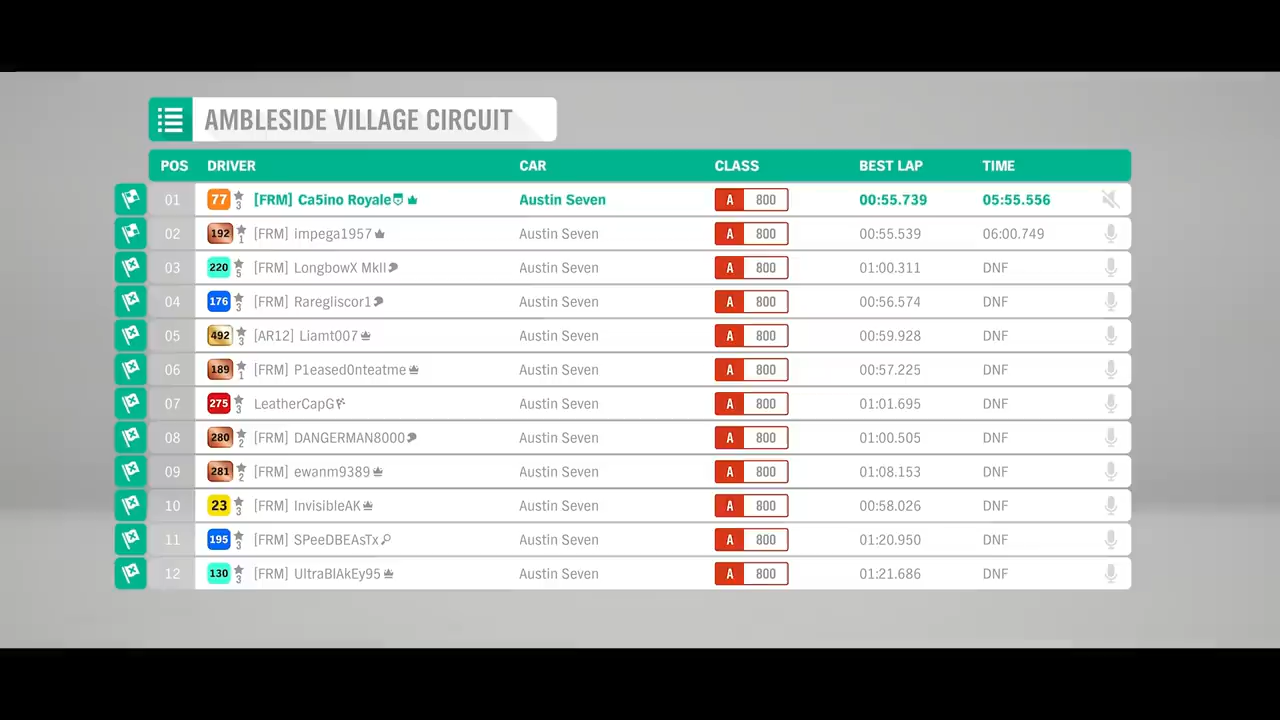 AMBLESIDE VILLAGE CIRCUIT
POS DRIVER CAR CLASS BEST LAP TIME
01 77 3 [FRM] Ca5ino Royale Austin Seven A 800 00:55.739 05:55.556
02 192 1 [FRM] impega1957 Austin Seven A 800 00:55.539 06:00.749
03 220 5 [FRM] LongbowX MkII Austin Seven A 800 01:00.311 DNF
04 176 3 [FRM] Raregliscor1 Austin Seven A 800 00:56.574 DNF
05 492 3 [AR12] Liamt007 Austin Seven A 800 00:59.928 DNF
06 189 1 [FRM] P1eased0nteatme Austin Seven A 800 00:57.225 DNF
07 275 3 LeatherCapG Austin Seven A 800 01:01.695 DNF
08 280 2 [FRM] DANGERMAN8000 Austin Seven A 800 01:00.505 DNF
09 281 2 [FRM] ewanm9389 Austin Seven A 800 01:08.153 DNF
10 23 3 [FRM] InvisibleAK Austin Seven A 800 00:58.026 DNF
11 195 3 [FRM] SPeeDBEAsTx Austin Seven A 800 01:20.950 DNF
12 130 3 [FRM] UltraBlAkEy95 Austin Seven A 800 01:21.686 DNF